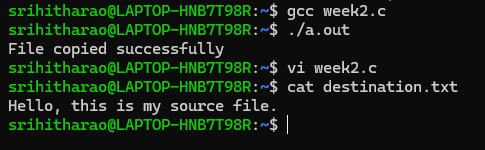 srihitharao@LAPTOP-HNB7T98R:~$ gcc week2.c
srihitharao@LAPTOP-HNB7T98R:~$ ./a.out
File copied successfully
srihitharao@LAPTOP-HNB7T98R:~$ vi week2.c
srihitharao@LAPTOP-HNB7T98R:~$ cat destination.txt
Hello, this is my source file.
srihitharao@LAPTOP-HNB7T98R:~$